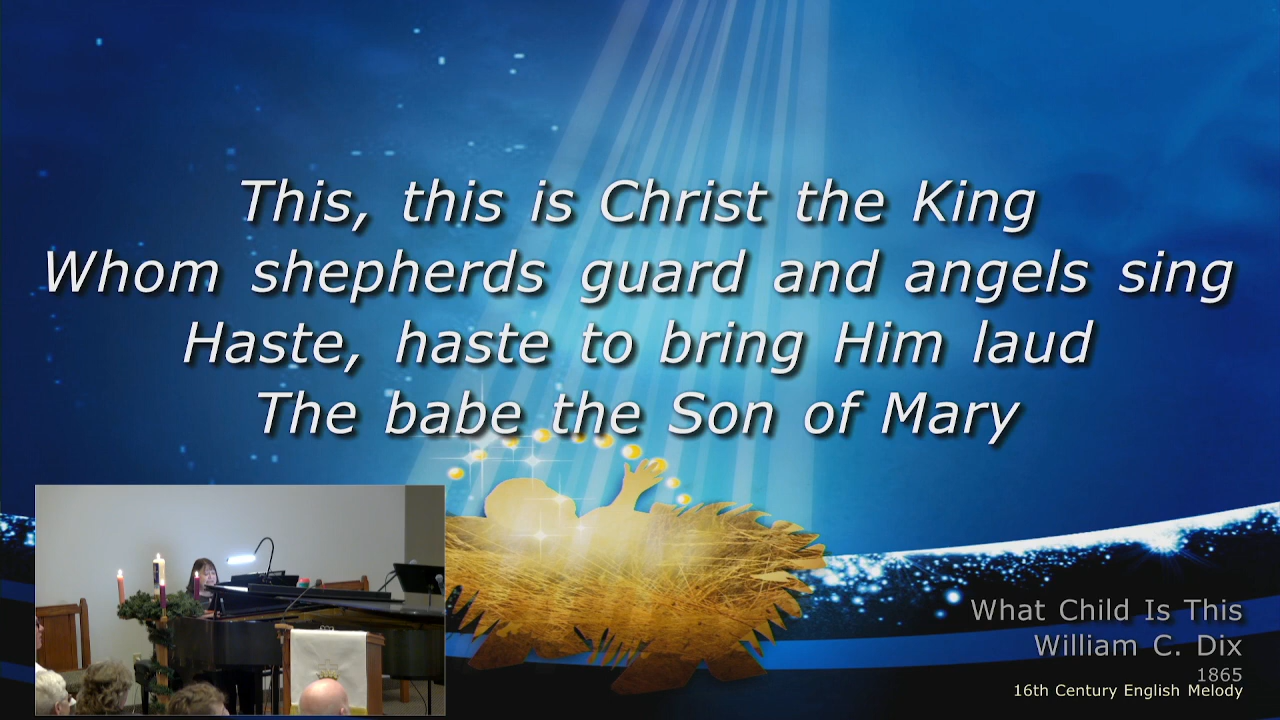 This, this is Christ the King
Whom shepherds guard and angels sing
Haste, haste to bring Him laud
The babe the Son of Mary
What Child Is This
William C. Dix
1865
16th Century English Melody